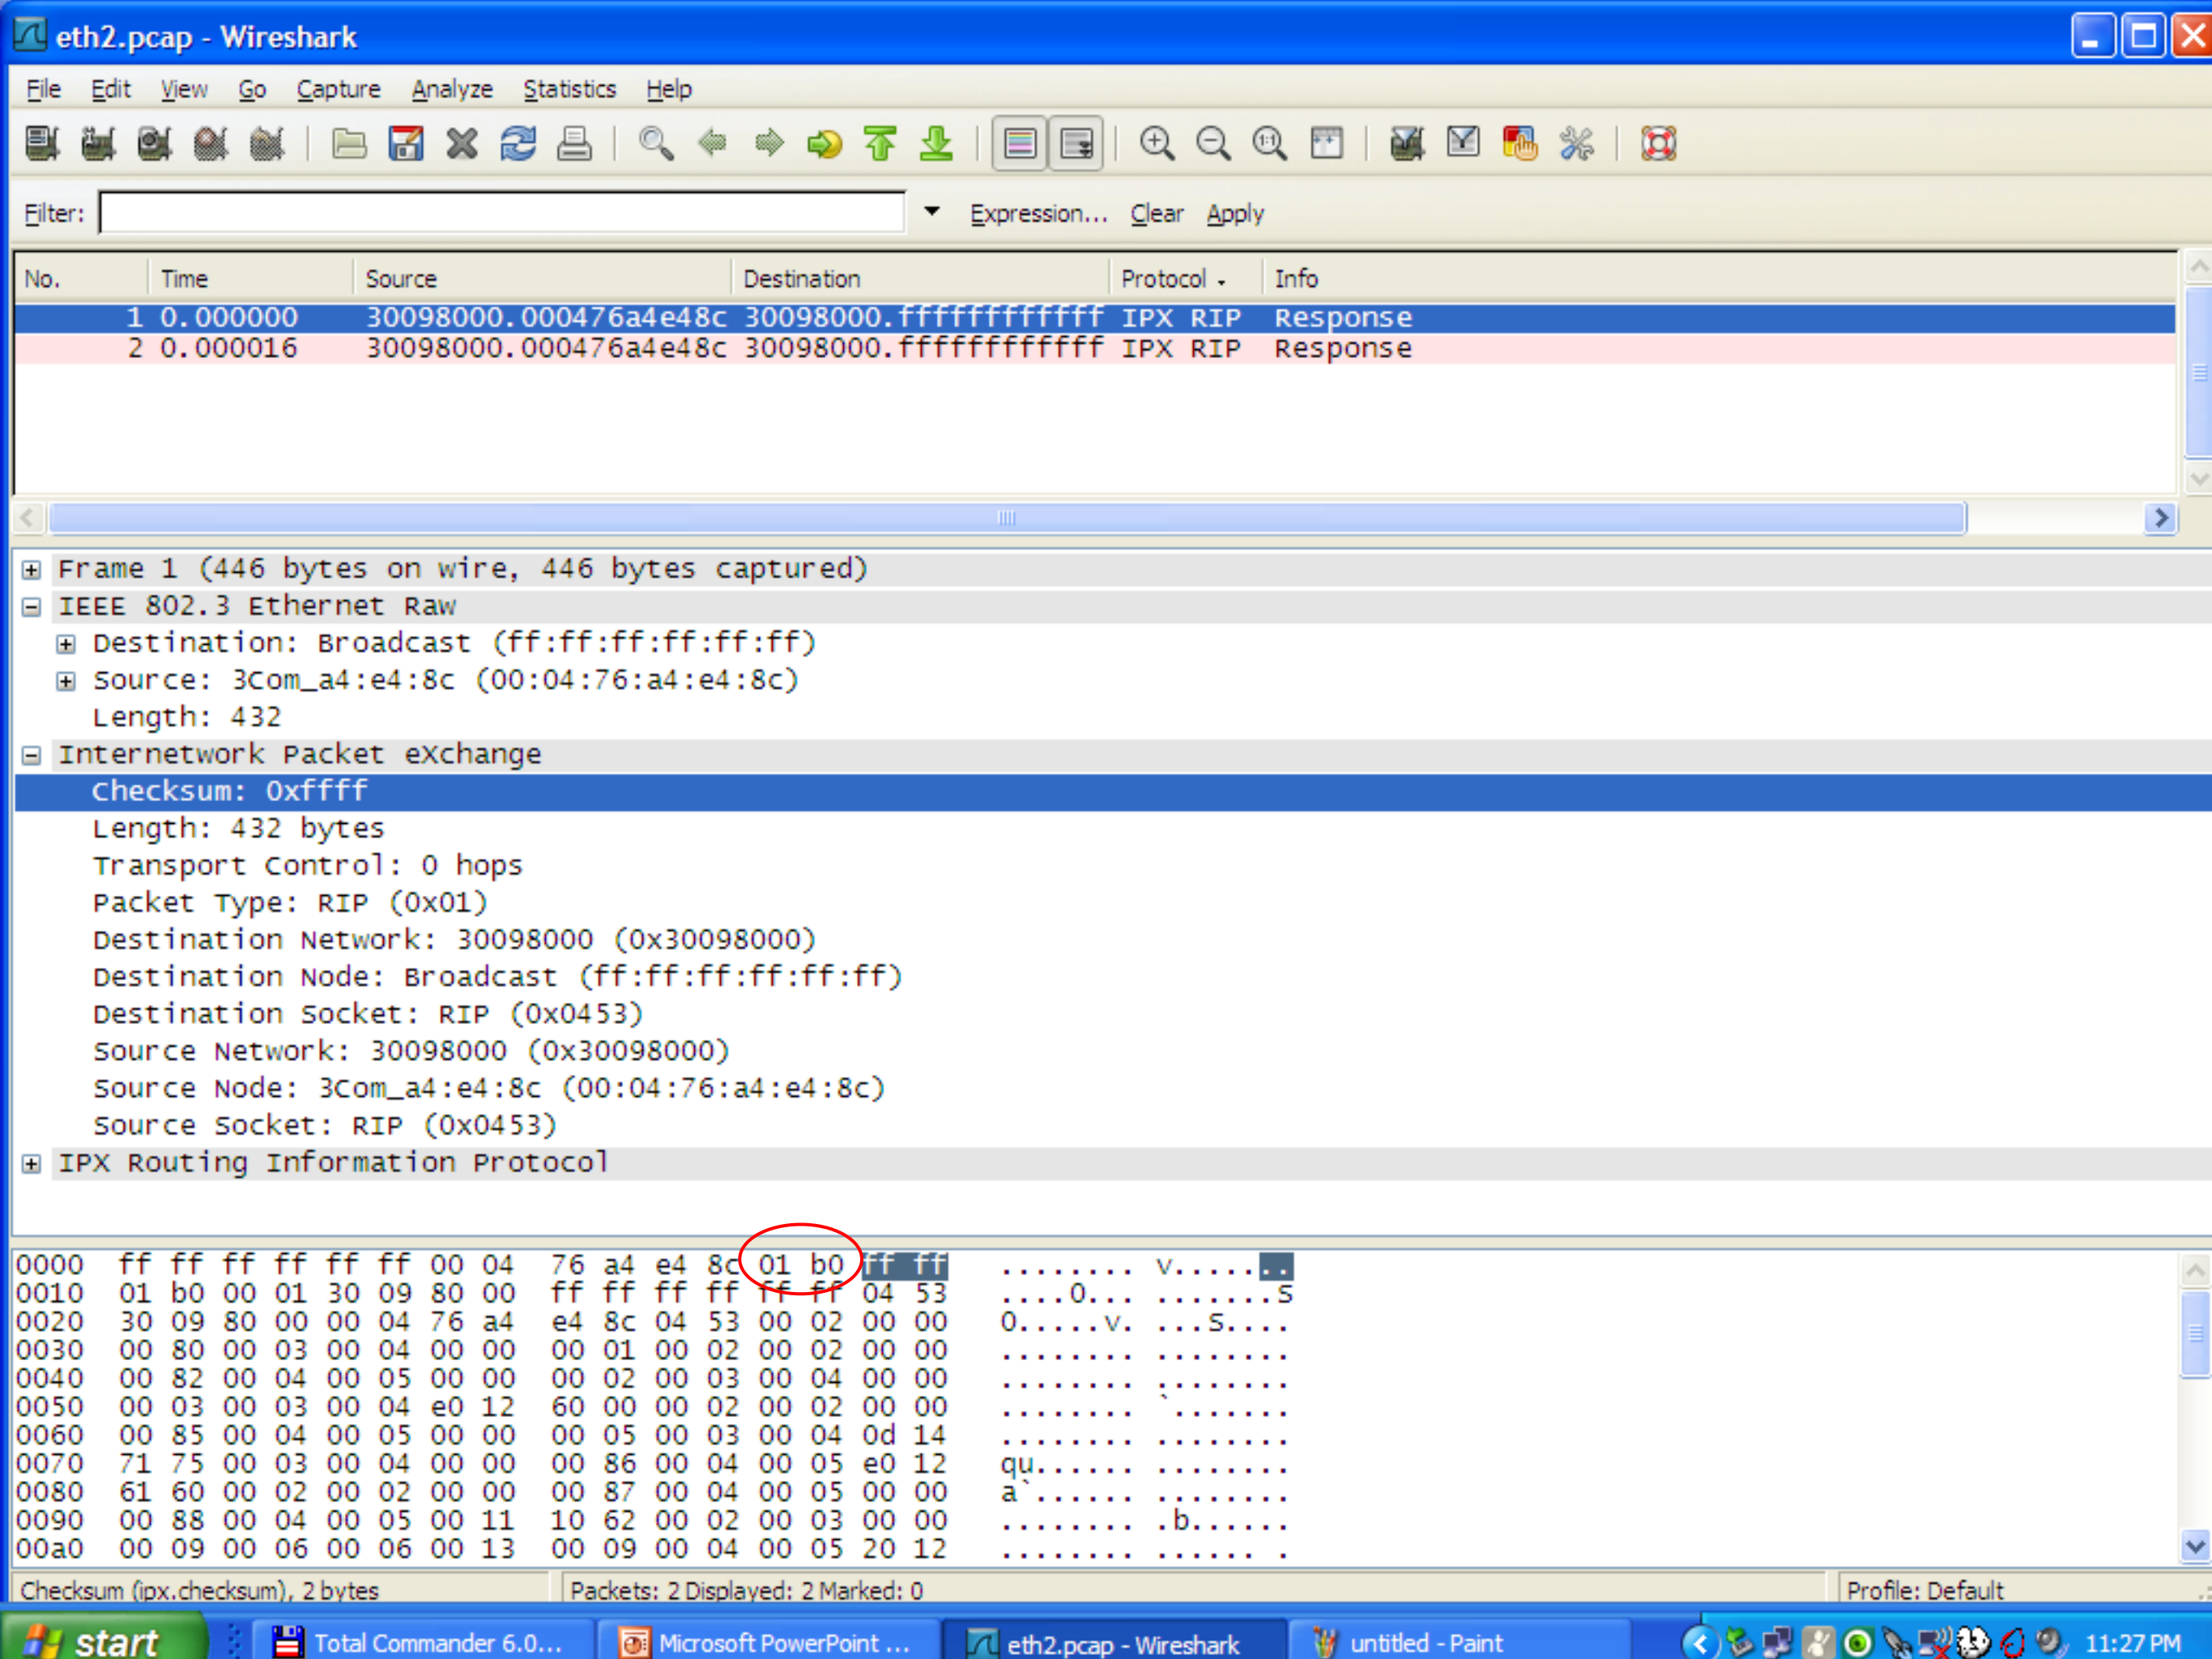 eth2.pcap - Wireshark
File Edit View Go Capture Analyze Statistics Help
Filter: Expression... Clear Apply
No. Time Source Destination Protocol Info
1 0.000000 30098000.000476a4e48c 30098000.ffffffffffff IPX RIP Response
2 0.000016 30098000.000476a4e48c 30098000.ffffffffffff IPX RIP Response
Frame 1 (446 bytes on wire, 446 bytes captured)
IEEE 802.3 Ethernet Raw
Destination: Broadcast (ff:ff:ff:ff:ff:ff)
Source: 3Com_a4:e4:8c (00:04:76:a4:e4:8c)
Length: 432
Internetwork Packet eXchange
Checksum: 0xffff
Length: 432 bytes
Transport Control: 0 hops
Packet Type: RIP (0x01)
Destination Network: 30098000 (0x30098000)
Destination Node: Broadcast (ff:ff:ff:ff:ff:ff)
Destination Socket: RIP (0x0453)
Source Network: 30098000 (0x30098000)
Source Node: 3Com_a4:e4:8c (00:04:76:a4:e4:8c)
Source Socket: RIP (0x0453)
IPX Routing Information Protocol
0000 ff ff ff ff ff ff 00 04 76 a4 e4 8c 01 b0 ff ff ........ v.......
0010 01 b0 00 01 30 09 80 00 ff ff ff ff ff ff 04 53 ....0... .......S
0020 30 09 80 00 00 04 76 a4 e4 8c 04 53 00 02 00 00 0.....v. ...S....
0030 00 80 00 03 00 04 00 00 00 01 00 02 00 02 00 00 ........ ........
0040 00 82 00 04 00 05 00 00 00 02 00 03 00 04 00 00 ........ ........
0050 00 03 00 03 00 04 e0 12 60 00 00 02 00 02 00 00 ........ `.......
0060 00 85 00 04 00 05 00 00 00 05 00 03 00 04 0d 14 ........ ........
0070 71 75 00 03 00 04 00 00 00 86 00 04 00 05 e0 12 qu...... ........
0080 61 60 00 02 00 02 00 00 00 87 00 04 00 05 00 00 a`...... ........
0090 00 88 00 04 00 05 00 11 10 62 00 02 00 03 00 00 ........ .b......
00a0 00 09 00 06 00 06 00 13 00 09 00 04 00 05 20 12 ........ ...... .
Checksum (ipx.checksum), 2 bytes Packets: 2 Displayed: 2 Marked: 0 Profile: Default
start Total Commander 6.0... Microsoft PowerPoint ... eth2.pcap - Wireshark untitled - Paint 11:27 PM